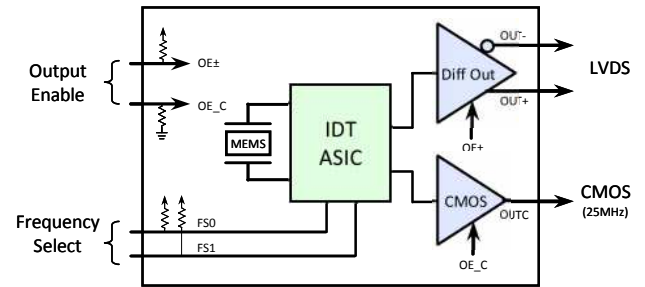 Output
Enable
OE±
OE_C
MEMS
IDT
ASIC
Diff Out
OUT-
OUT+
OE±
LVDS
CMOS
OUTC
OE_C
CMOS
(25MHz)
Frequency
Select
FS0
FS1